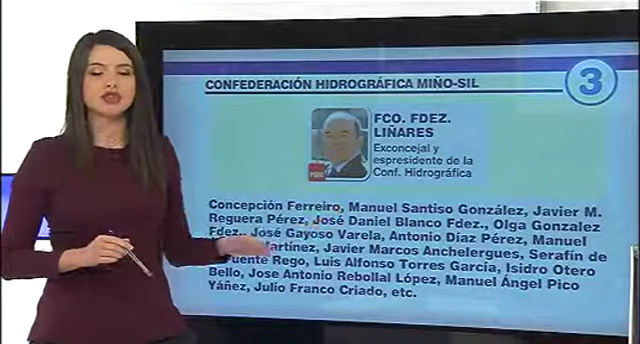 3
CONFEDERACIÓN HIDROGRÁFICA MIÑO-SIL
FCO. FDEZ.
LIÑARES
Exconcejal y
espresidente de la
Conf. Hidrográfica
Concepción Ferreiro, Manuel Santiso González, Javier M.
Reguera Pérez, José Daniel Blanco Fdez., Olga Gonzalez
Fdez., José Gayoso Varela, Antonio Díaz Pérez, Manuel
Martínez, Javier Marcos Anchelergues, Serafín de
Rego, Luis Alfonso Torres García, Isidro Otero
Bello, Jose Antonio Rebollal López, Manuel Ángel Pico
Yáñez, Julio Franco Criado, etc.